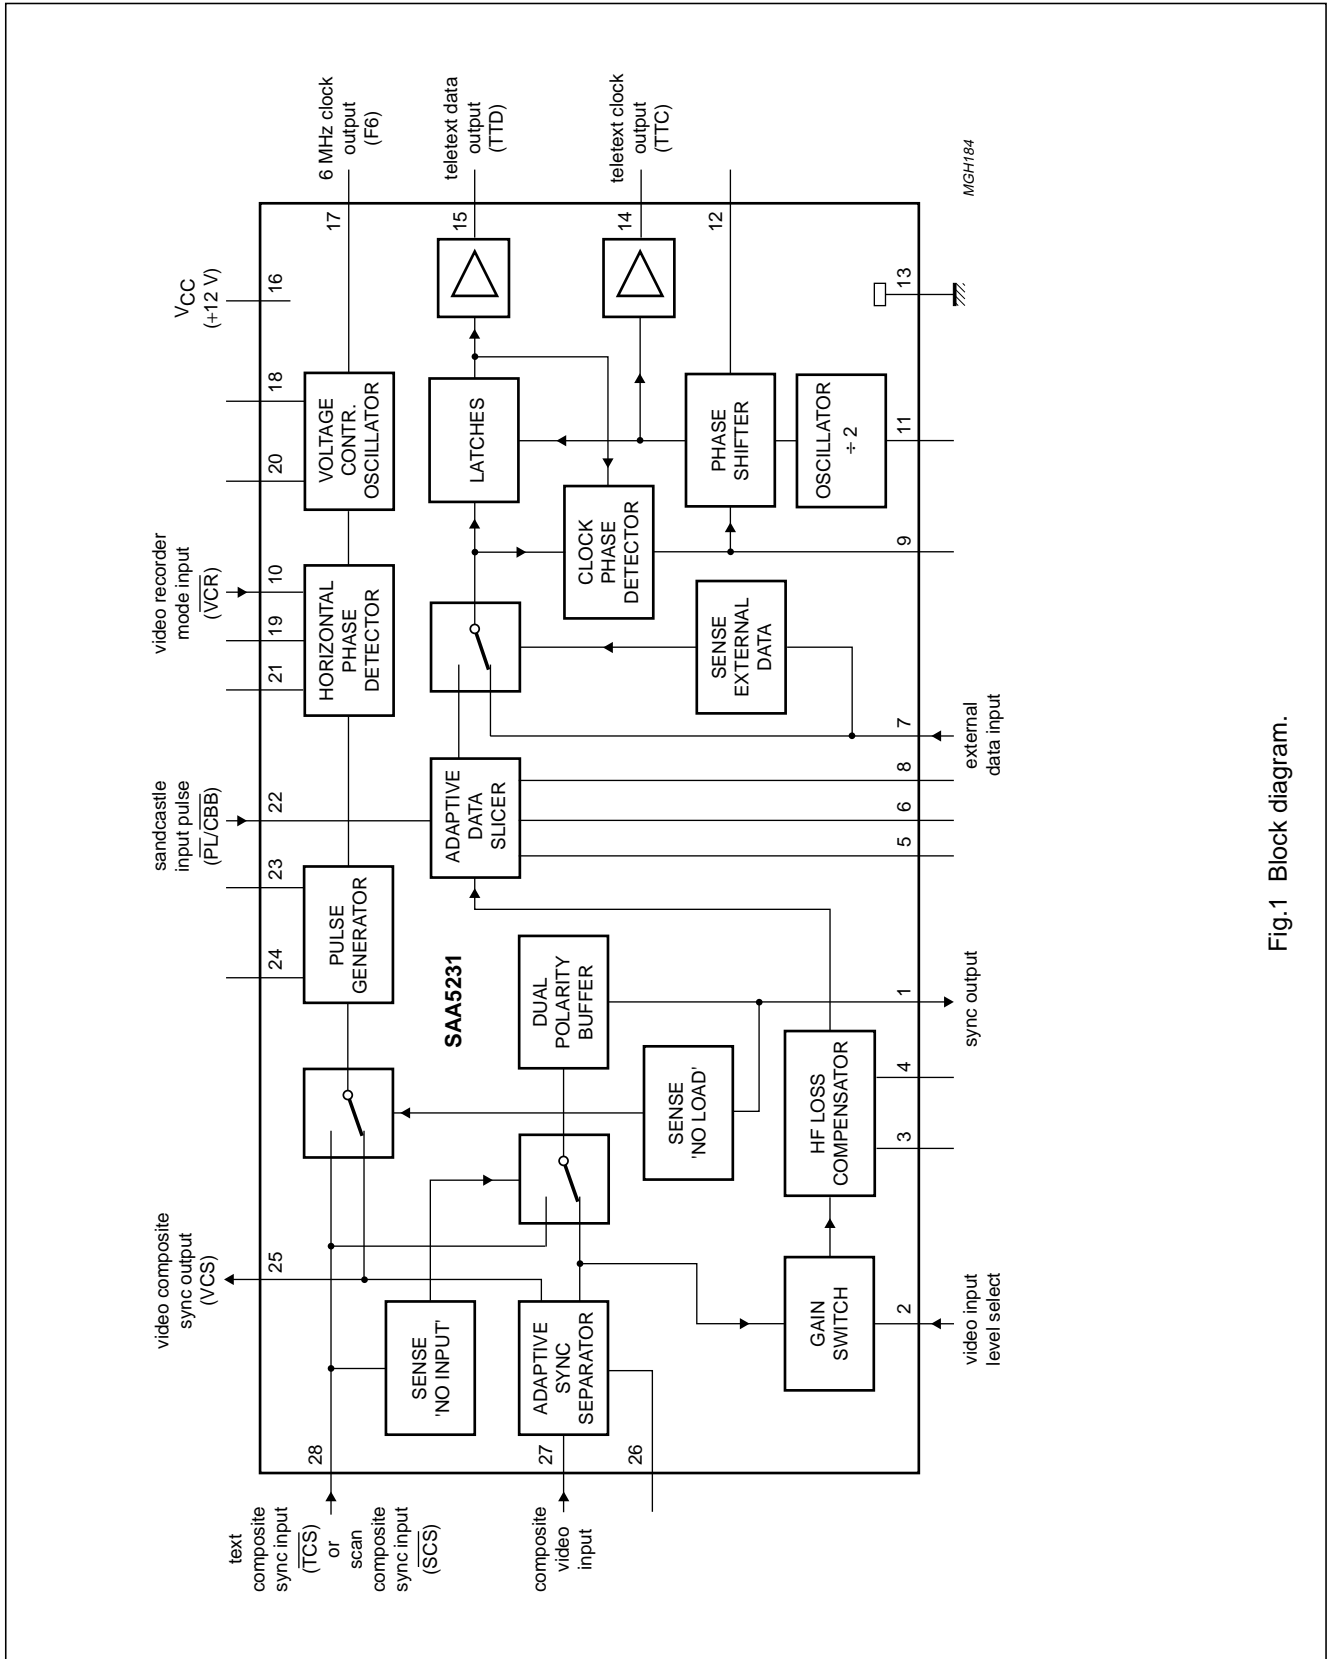 text
composite
sync input
(TCS)
or
scan
composite
sync input
(SCS)
28
composite
video
input
27
26
video composite
sync output
(VCS)
25
24
23
sandcastle
input pulse
(PL/CBB)
22
21
19
video recorder
mode input
(VCR)
10
20
18
VCC
(+12 V)
16
17
6 MHz clock
output
(F6)
15
teletext data
output
(TTD)
14
teletext clock
output
(TTC)
12
13
MGH184
PULSE
GENERATOR
HORIZONTAL
PHASE
DETECTOR
VOLTAGE
CONTR.
OSCILLATOR
SAA5231
SENSE
'NO INPUT'
ADAPTIVE
SYNC
SEPARATOR
DUAL
POLARITY
BUFFER
ADAPTIVE
DATA
SLICER
LATCHES
CLOCK
PHASE
DETECTOR
SENSE
'NO LOAD'
SENSE
EXTERNAL
DATA
PHASE
SHIFTER
GAIN
SWITCH
HF LOSS
COMPENSATOR
OSCILLATOR
÷ 2
2
video input
level select
3
4
1
sync output
5
6
8
7
external
data input
9
11
Fig.1 Block diagram.